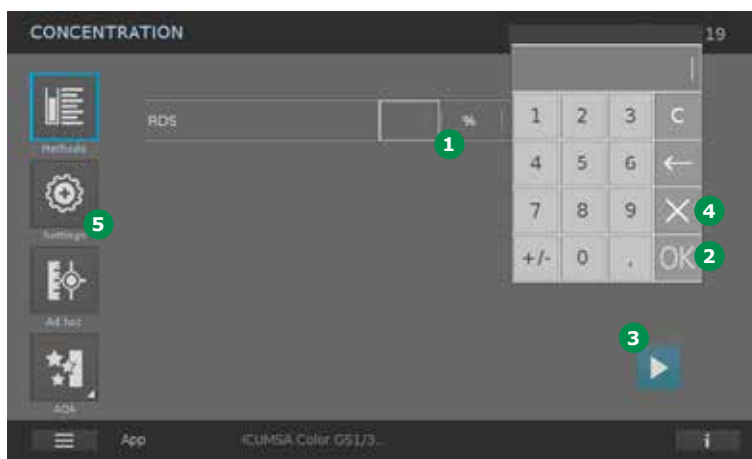 CONCENTRATION
19
Methods
RDS
%
1
1 2 3 C
4 5 6 ←
7 8 9 X 4
+/- 0 , OK 2
Settings
5
Ad hoc
3
AQA
App
ICUMSA Color GS1/3...
i